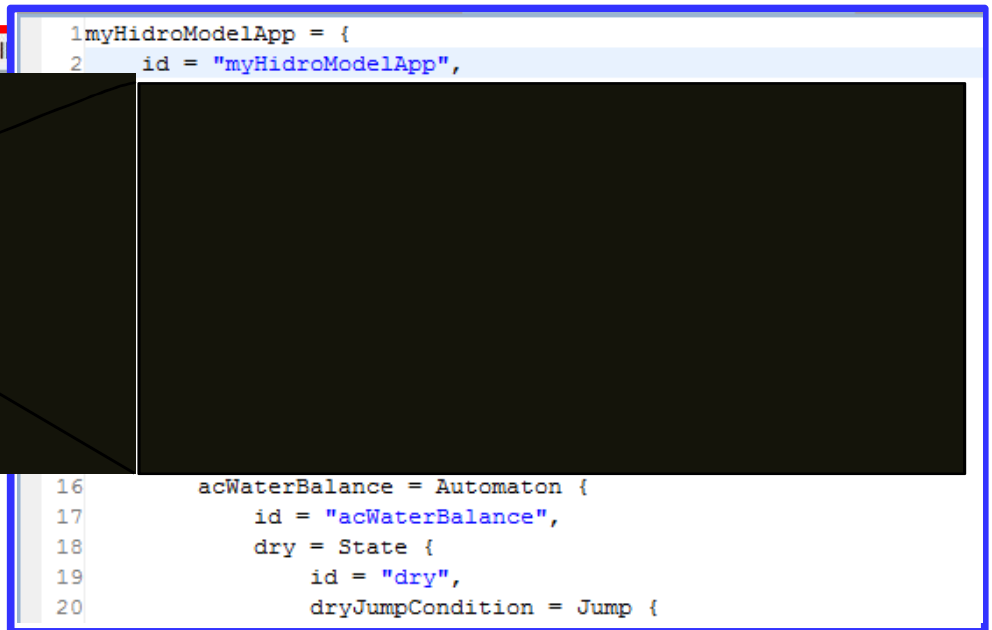 1myHidroModelApp = {
2 id = "myHidroModelApp",
16 acWaterBalance = Automaton {
17 id = "acWaterBalance",
18 dry = State {
19 id = "dry",
20 dryJumpCondition = Jump {